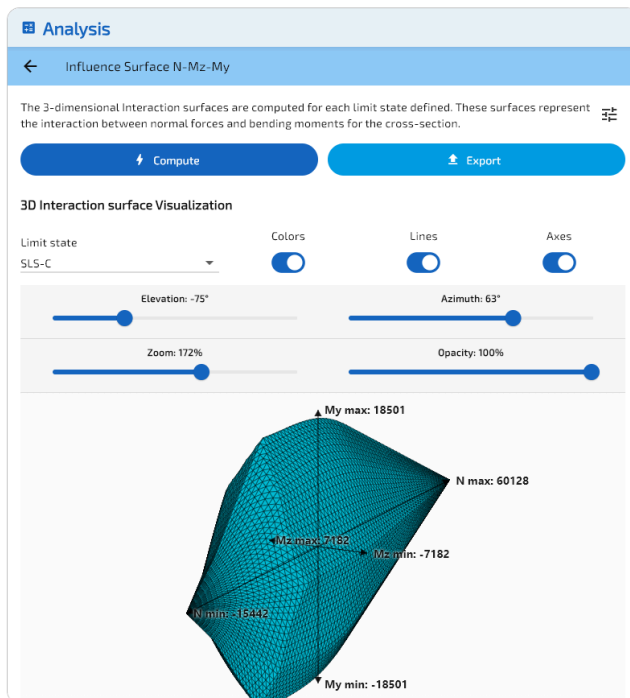 Analysis
Influence Surface N-Mz-My
The 3-dimensional Interaction surfaces are computed for each limit state defined. These surfaces represent
the interaction between normal forces and bending moments for the cross-section.
Compute
Export
3D Interaction surface Visualization
Limit state
SLS-C
Colors
Lines
Axes
Elevation: -75°
Azimuth: 63°
Zoom: 172%
Opacity: 100%
My max: 18501
N max: 60128
Mz max: 7182
Mz min: -7182
N min: -15442
My min: -18501